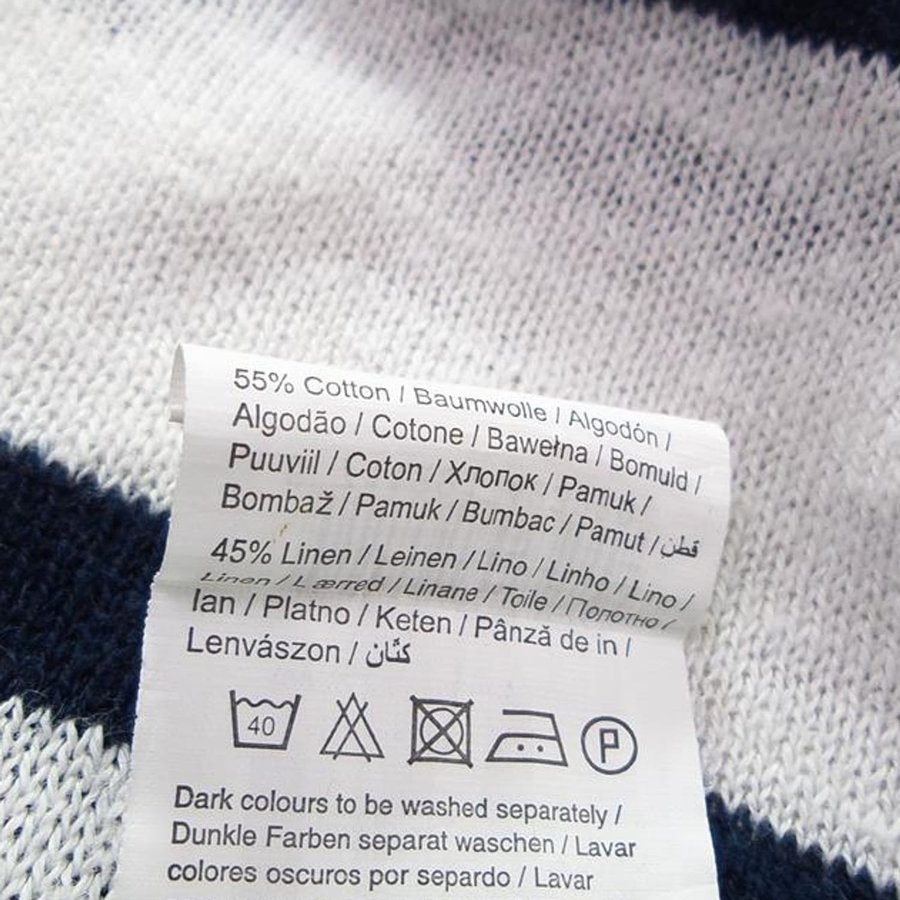 55% Cotton / Baumwolle / Algodón /
Algodão / Cotone / Bawełna / Bomuld /
Puuviil / Coton / Хлопок / Pamuk /
Bombaž / Pamuk / Bumbac / Pamut / قطن
45% Linen / Leinen / Lino / Linho / Lino /
Linen / Lærred / Linane / Toile / Полотно /
lan / Platno / Keten / Pânză de in /
Lenvászon / كتّان
40
P
Dark colours to be washed separately /
Dunkle Farben separat waschen / Lavar
colores oscuros por separdo / Lavar